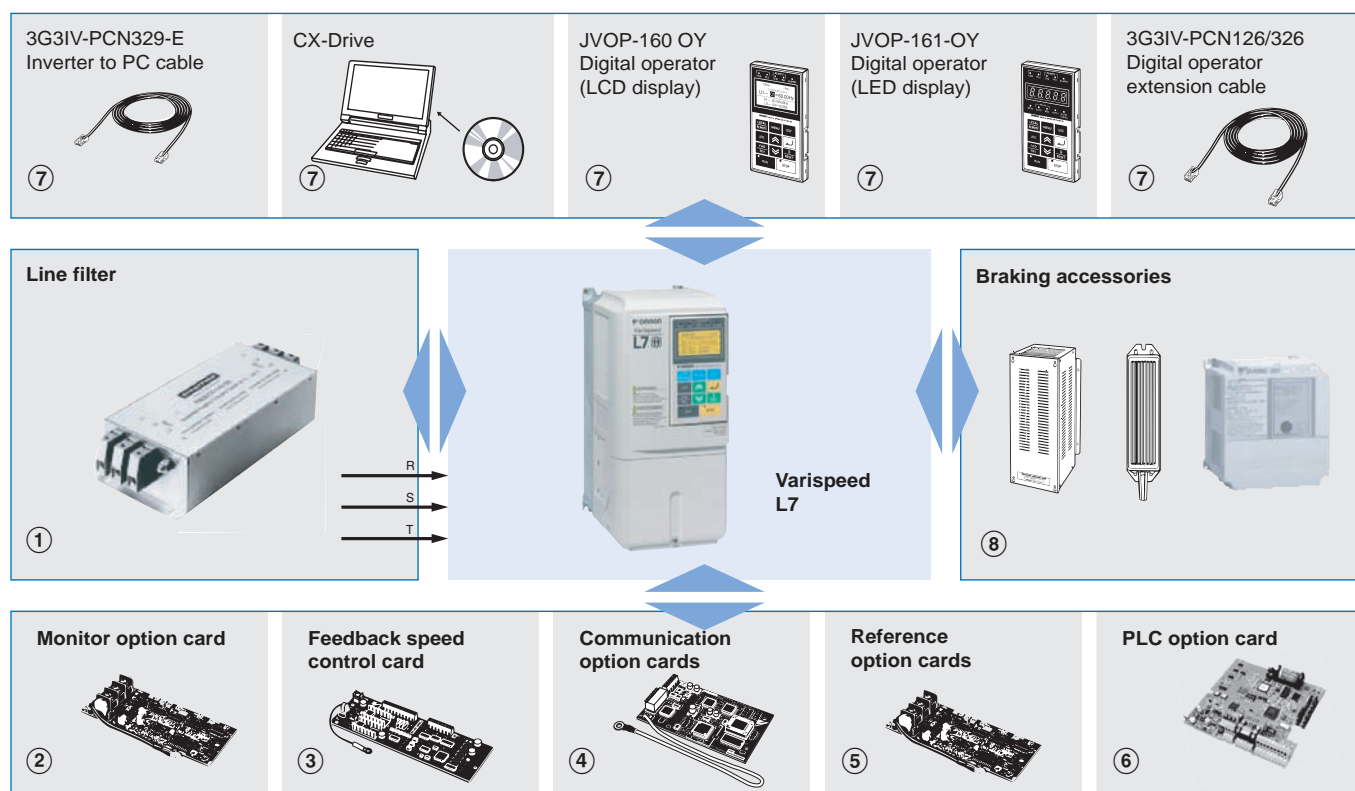 3G3IV-PCN329-E
Inverter to PC cable
7
CX-Drive
7
JVOP-160 OY
Digital operator
(LCD display)
7
JVOP-161-OY
Digital operator
(LED display)
7
3G3IV-PCN126/326
Digital operator
extension cable
7
Line filter
R
S
T
1
OMRON
Varispeed
L7
Varispeed
L7
Braking accessories
8
Monitor option card
2
Feedback speed
control card
3
Communication
option cards
4
Reference
option cards
5
PLC option card
6